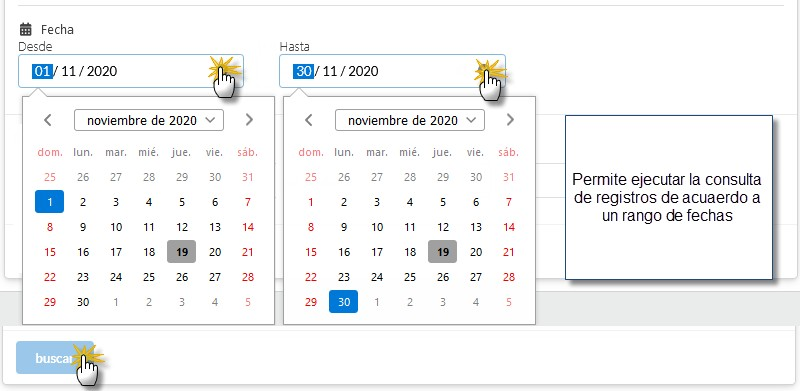 Fecha
Desde
Hasta
01 / 11 / 2020
30 / 11 / 2020
noviembre de 2020
dom. lun. mar. mié. jue. vie. sáb.
25 26 27 28 29 30 31
1 2 3 4 5 6 7
8 9 10 11 12 13 14
15 16 17 18 19 20 21
22 23 24 25 26 27 28
29 30 1 2 3 4 5
noviembre de 2020
dom. lun. mar. mié. jue. vie. sáb.
25 26 27 28 29 30 31
1 2 3 4 5 6 7
8 9 10 11 12 13 14
15 16 17 18 19 20 21
22 23 24 25 26 27 28
29 30 1 2 3 4 5
Permite ejecutar la consulta
de registros de acuaerdo a
un rango de fechas
buscar